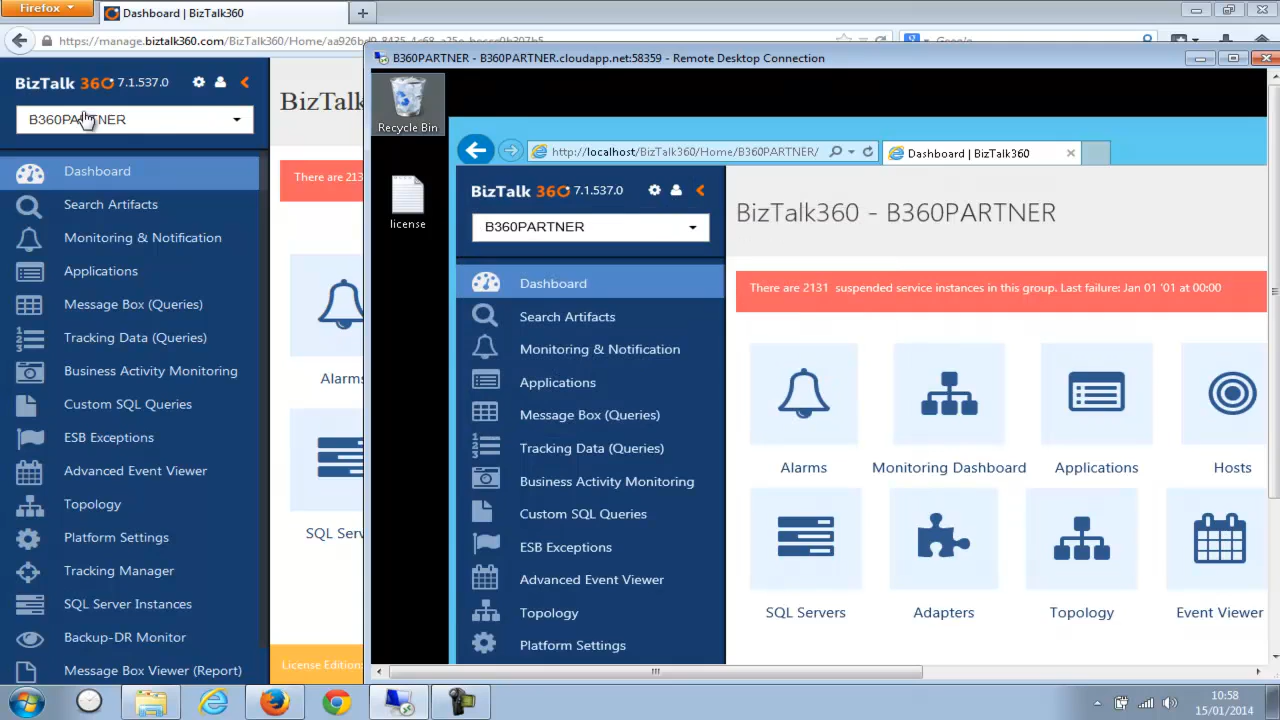 Firefox
Dashboard | BizTalk360
https://manage.biztalk360.com/BizTalk360/Home/
Google
BizTalk 360 7.1.537.0
B360PARTNER
Dashboard
Search Artifacts
Monitoring & Notification
Applications
Message Box (Queries)
Tracking Data (Queries)
Business Activity Monitoring
Custom SQL Queries
ESB Exceptions
Advanced Event Viewer
Topology
Platform Settings
Tracking Manager
SQL Server Instances
Backup-DR Monitor
Message Box Viewer (Report)
BizTalk
There are 213
Alarms
SQL Serv
License Edition:
B360PARTNER - B360PARTNER.cloudapp.net:58359 - Remote Desktop Connection
Recycle Bin
license
http://localhost/BizTalk360/Home/B360PARTNER/
Dashboard | BizTalk360
BizTalk 360 7.1.537.0
B360PARTNER
Dashboard
Search Artifacts
Monitoring & Notification
Applications
Message Box (Queries)
Tracking Data (Queries)
Business Activity Monitoring
Custom SQL Queries
ESB Exceptions
Advanced Event Viewer
Topology
Platform Settings
BizTalk360 - B360PARTNER
There are 2131 suspended service instances in this group. Last failure: Jan 01 '01 at 00:00
Alarms
Monitoring Dashboard
Applications
Hosts
SQL Servers
Adapters
Topology
Event Viewer
10:58
15/01/2014